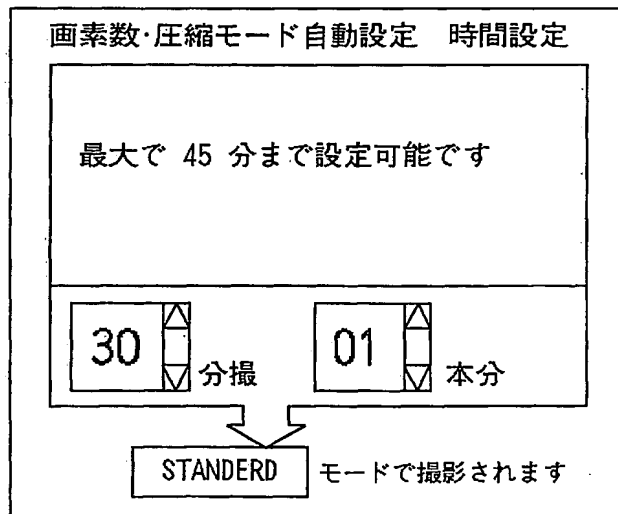 画素数·圧縮モード自動設定　時間設定
最大で 45 分まで設定可能です
30 分撮 01 本分
STANDERD モードで撮影されます